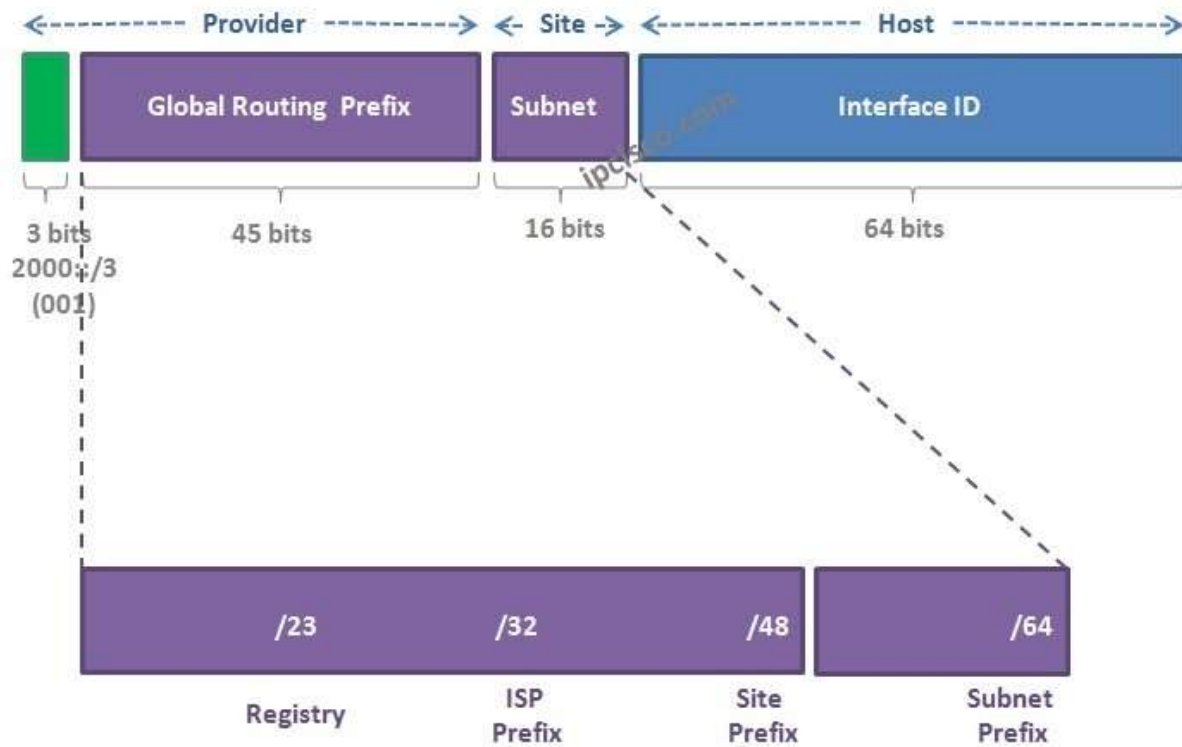 Provider Site Host
Global Routing Prefix Subnet Interface ID
ipcisco.com
3 bits 45 bits 16 bits 64 bits
2000::/3
(001)
/23 /32 /48 /64
Registry ISP Prefix Site Prefix Subnet Prefix